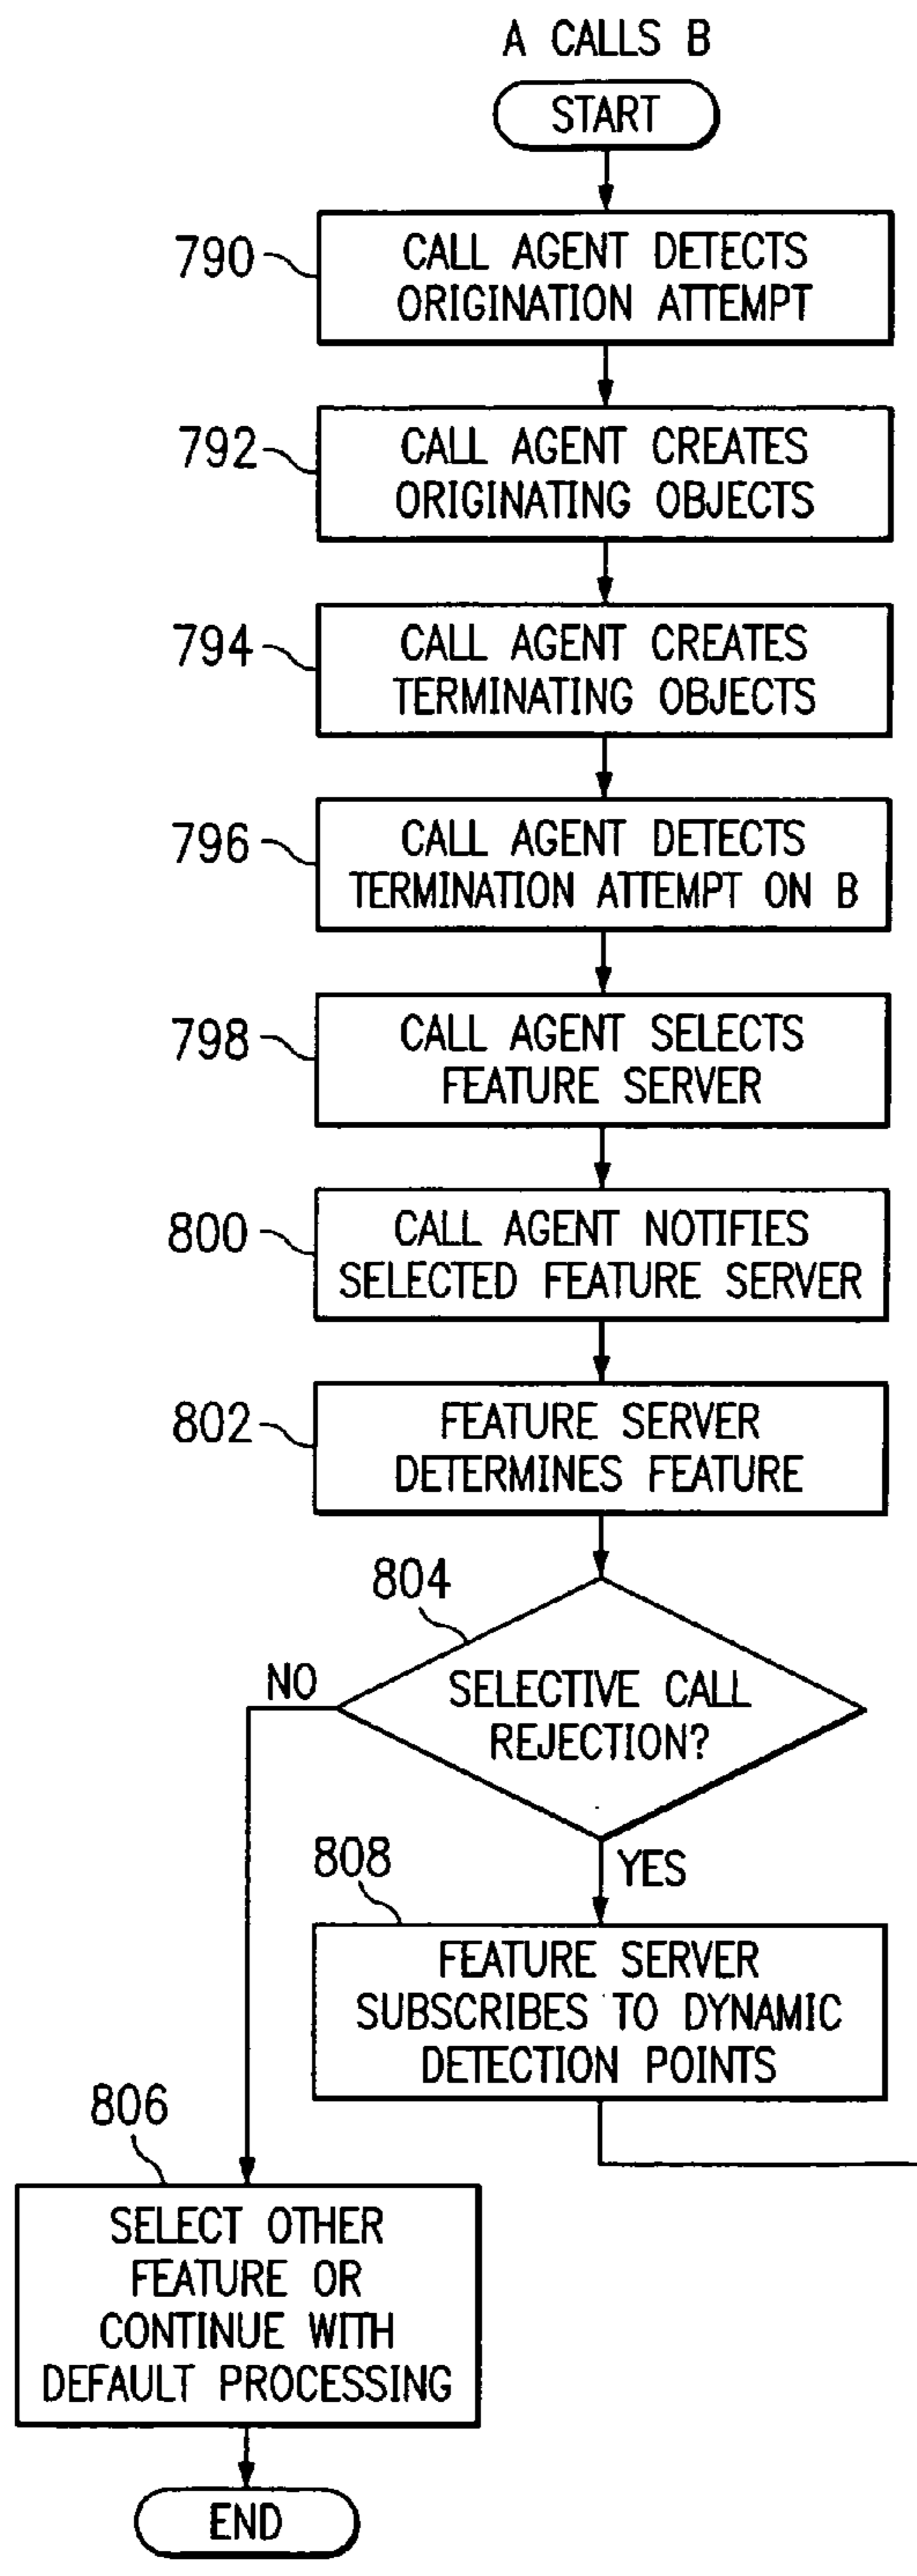 A CALLS B
START
790
CALL AGENT DETECTS
ORIGINATION ATTEMPT
792
CALL AGENT CREATES
ORIGINATING OBJECTS
794
CALL AGENT CREATES
TERMINATING OBJECTS
796
CALL AGENT DETECTS
TERMINATION ATTEMPT ON B
798
CALL AGENT SELECTS
FEATURE SERVER
800
CALL AGENT NOTIFIES
SELECTED FEATURE SERVER
802
FEATURE SERVER
DETERMINES FEATURE
804
SELECTIVE CALL
REJECTION?
NO
YES
808
FEATURE SERVER
SUBSCRIBES TO DYNAMIC
DETECTION POINTS
806
SELECT OTHER
FEATURE OR
CONTINUE WITH
DEFAULT PROCESSING
END